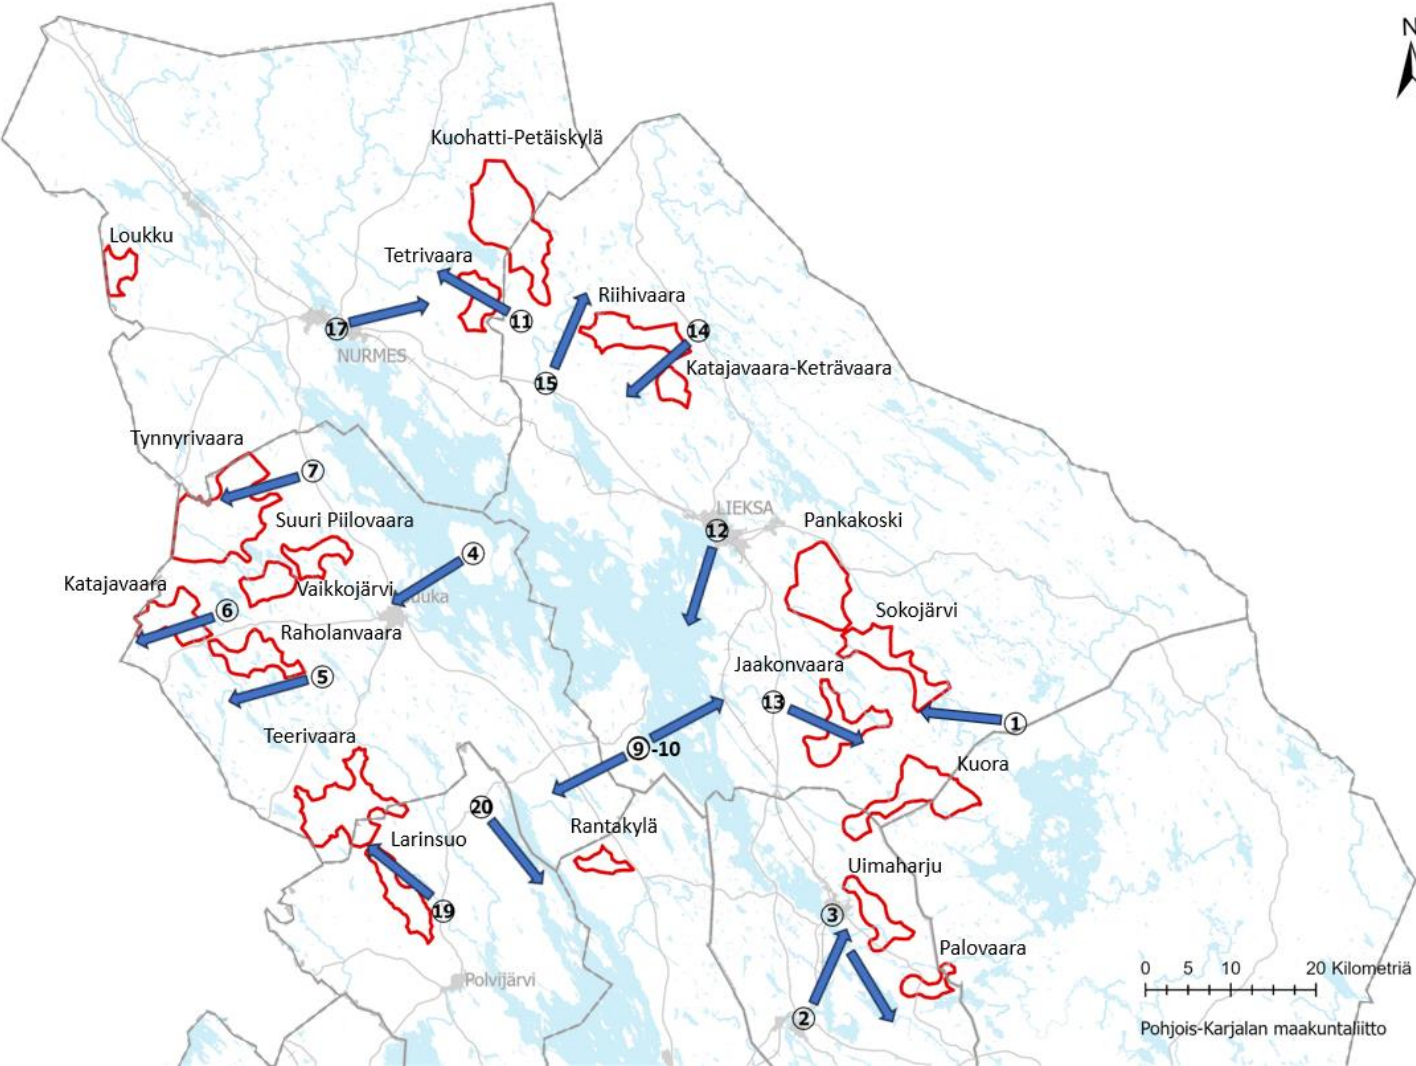 N
Kuohatti-Petäiskylä
Loukku
Tetrivaara
Riihivaara
17
11
14
NURMES
Katajavaara-Keträvaara
15
Tynnyrivaara
7
LIEKSA
Suuri Piilovaara
12
Pankakoski
4
Katajavaara
Vaikkojärvi
6
Juuka
Sokojärvi
Raholanvaara
Jaakonvaara
5
13
1
Teerivaara
9-10
Kuora
20
Rantakylä
Larinsuo
Uimaharju
19
3
Palovaara
0 5 10 20 Kilometriä
Polvijärvi
2
Pohjois-Karjalan maakuntaliitto